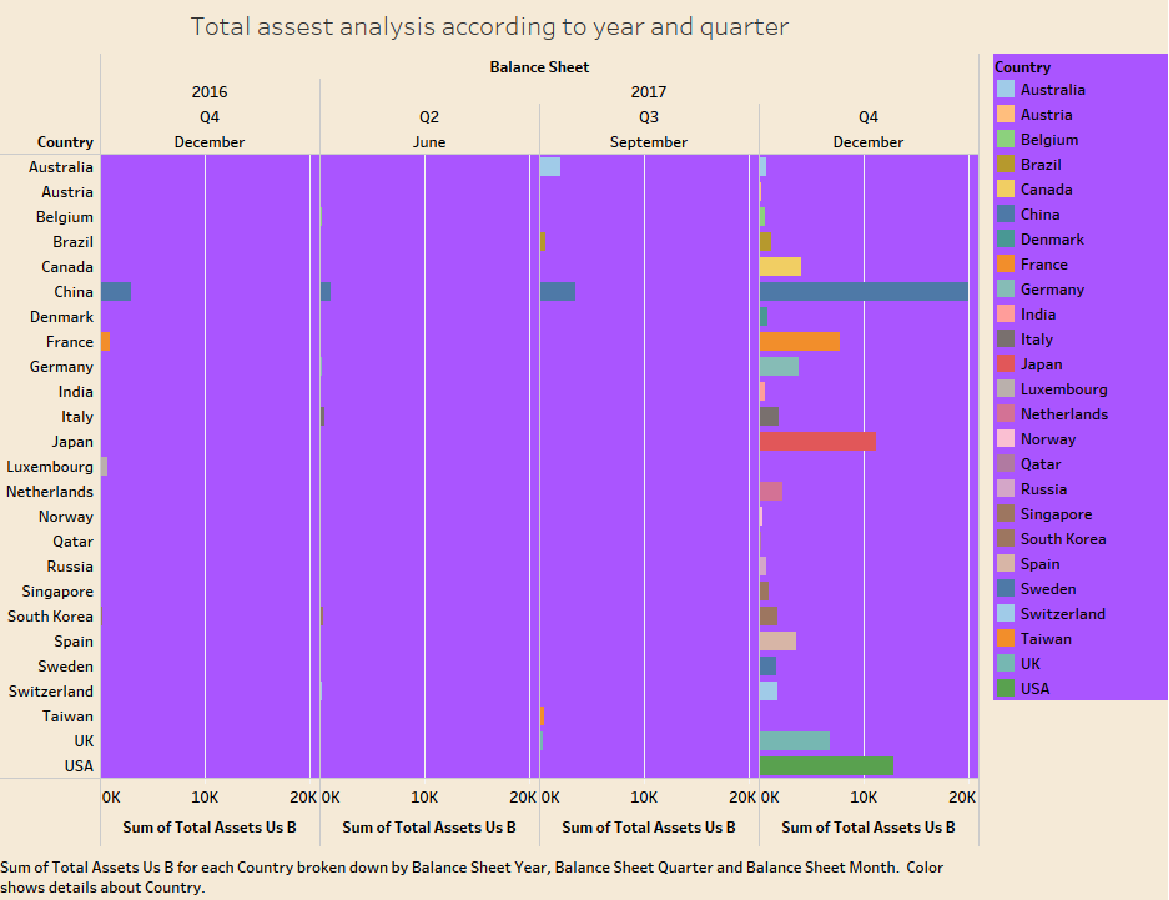 Total assest analysis according to year and quarter
Balance Sheet
2016
2017
Q4
Q2
Q3
Q4
Country
December
June
September
December
Australia
Austria
Belgium
Brazil
Canada
China
Denmark
France
Germany
India
Italy
Japan
Luxembourg
Netherlands
Norway
Qatar
Russia
Singapore
South Korea
Spain
Sweden
Switzerland
Taiwan
UK
USA
0K 10K 20K
0K 10K 20K
0K 10K 20K
0K 10K 20K
Sum of Total Assets Us B
Sum of Total Assets Us B
Sum of Total Assets Us B
Sum of Total Assets Us B
Country
Australia
Austria
Belgium
Brazil
Canada
China
Denmark
France
Germany
India
Italy
Japan
Luxembourg
Netherlands
Norway
Qatar
Russia
Singapore
South Korea
Spain
Sweden
Switzerland
Taiwan
UK
USA
Sum of Total Assets Us B for each Country broken down by Balance Sheet Year, Balance Sheet Quarter and Balance Sheet Month. Color
shows details about Country.